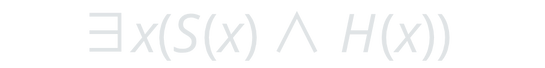 ∃x(S(x) ∧ H(x))